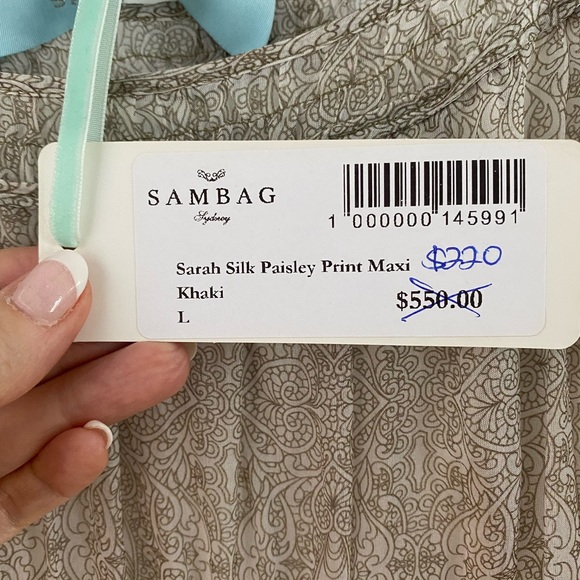 SAMBAG
Sydney
1 000000 145991
Sarah Silk Paisley Print Maxi $220
Khaki
L $550.00